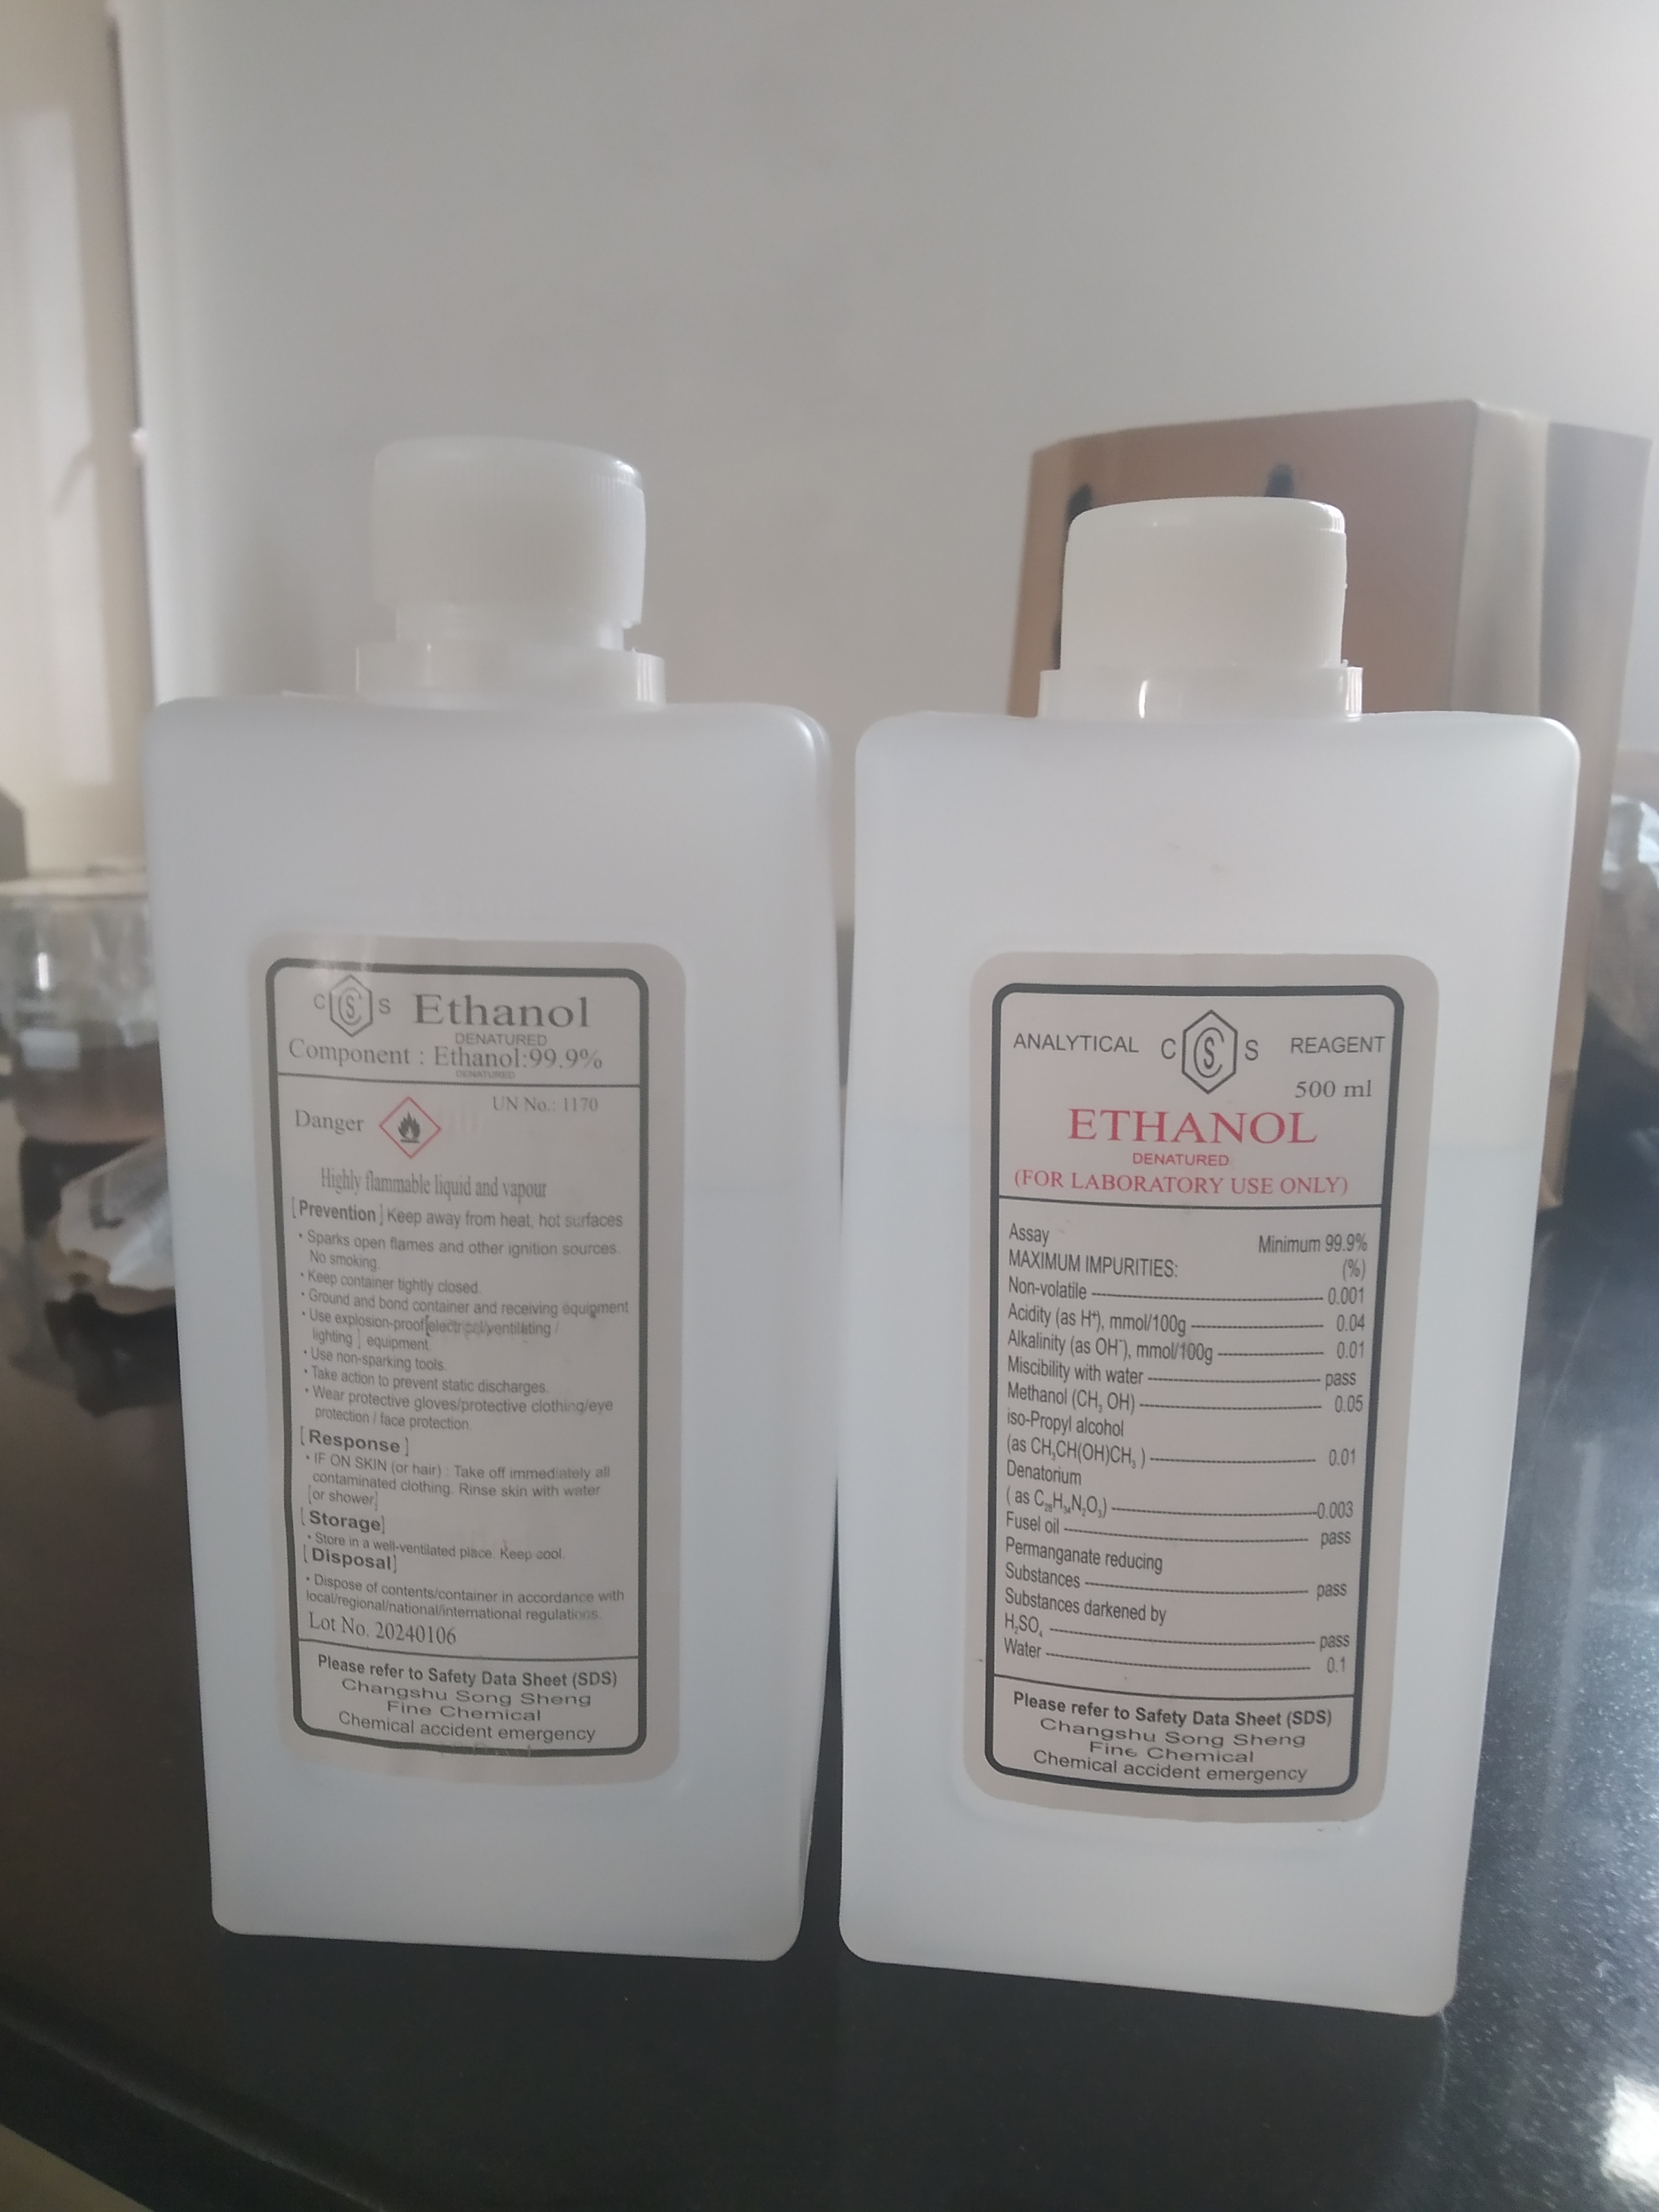 C S Ethanol
DENATURED
Component : Ethanol:99.9%
DENATURED
UN No.: 1170
Danger
Highly flammable liquid and vapour
[Prevention] Keep away from heat, hot surfaces
• Sparks open flames and other ignition sources.
No smoking.
• Keep container tightly closed.
• Ground and bond container and receiving equipment
• Use explosion-proof[electrical/ventilating /
lighting ] equipment.
• Use non-sparking tools.
• Take action to prevent static discharges.
• Wear protective gloves/protective clothing/eye
protection / face protection.
[Response]
• IF ON SKIN (or hair) : Take off immediately all
contaminated clothing. Rinse skin with water
[or shower]
[Storage]
• Store in a well-ventilated place. Keep cool.
[Disposal]
• Dispose of contents/container in accordance with
local/regional/national/international regulations.
Lot No. 20240106
Please refer to Safety Data Sheet (SDS)
Changshu Song Sheng
Fine Chemical
Chemical accident emergency
ANALYTICAL C S REAGENT
500 ml
ETHANOL
DENATURED
(FOR LABORATORY USE ONLY)
Assay Minimum 99.9%
MAXIMUM IMPURITIES: (%)
Non-volatile 0.001
Acidity (as H⁺), mmol/100g 0.04
Alkalinity (as OH⁻), mmol/100g 0.01
Miscibility with water pass
Methanol (CH₃ OH) 0.05
iso-Propyl alcohol
(as CH₃CH(OH)CH₃ ) 0.01
Denatorium
( as C₂₈H₃₄N₂O₃) 0.003
Fusel oil pass
Permanganate reducing
Substances pass
Substances darkened by
H₂SO₄ pass
Water 0.1
Please refer to Safety Data Sheet (SDS)
Changshu Song Sheng
Fine Chemical
Chemical accident emergency